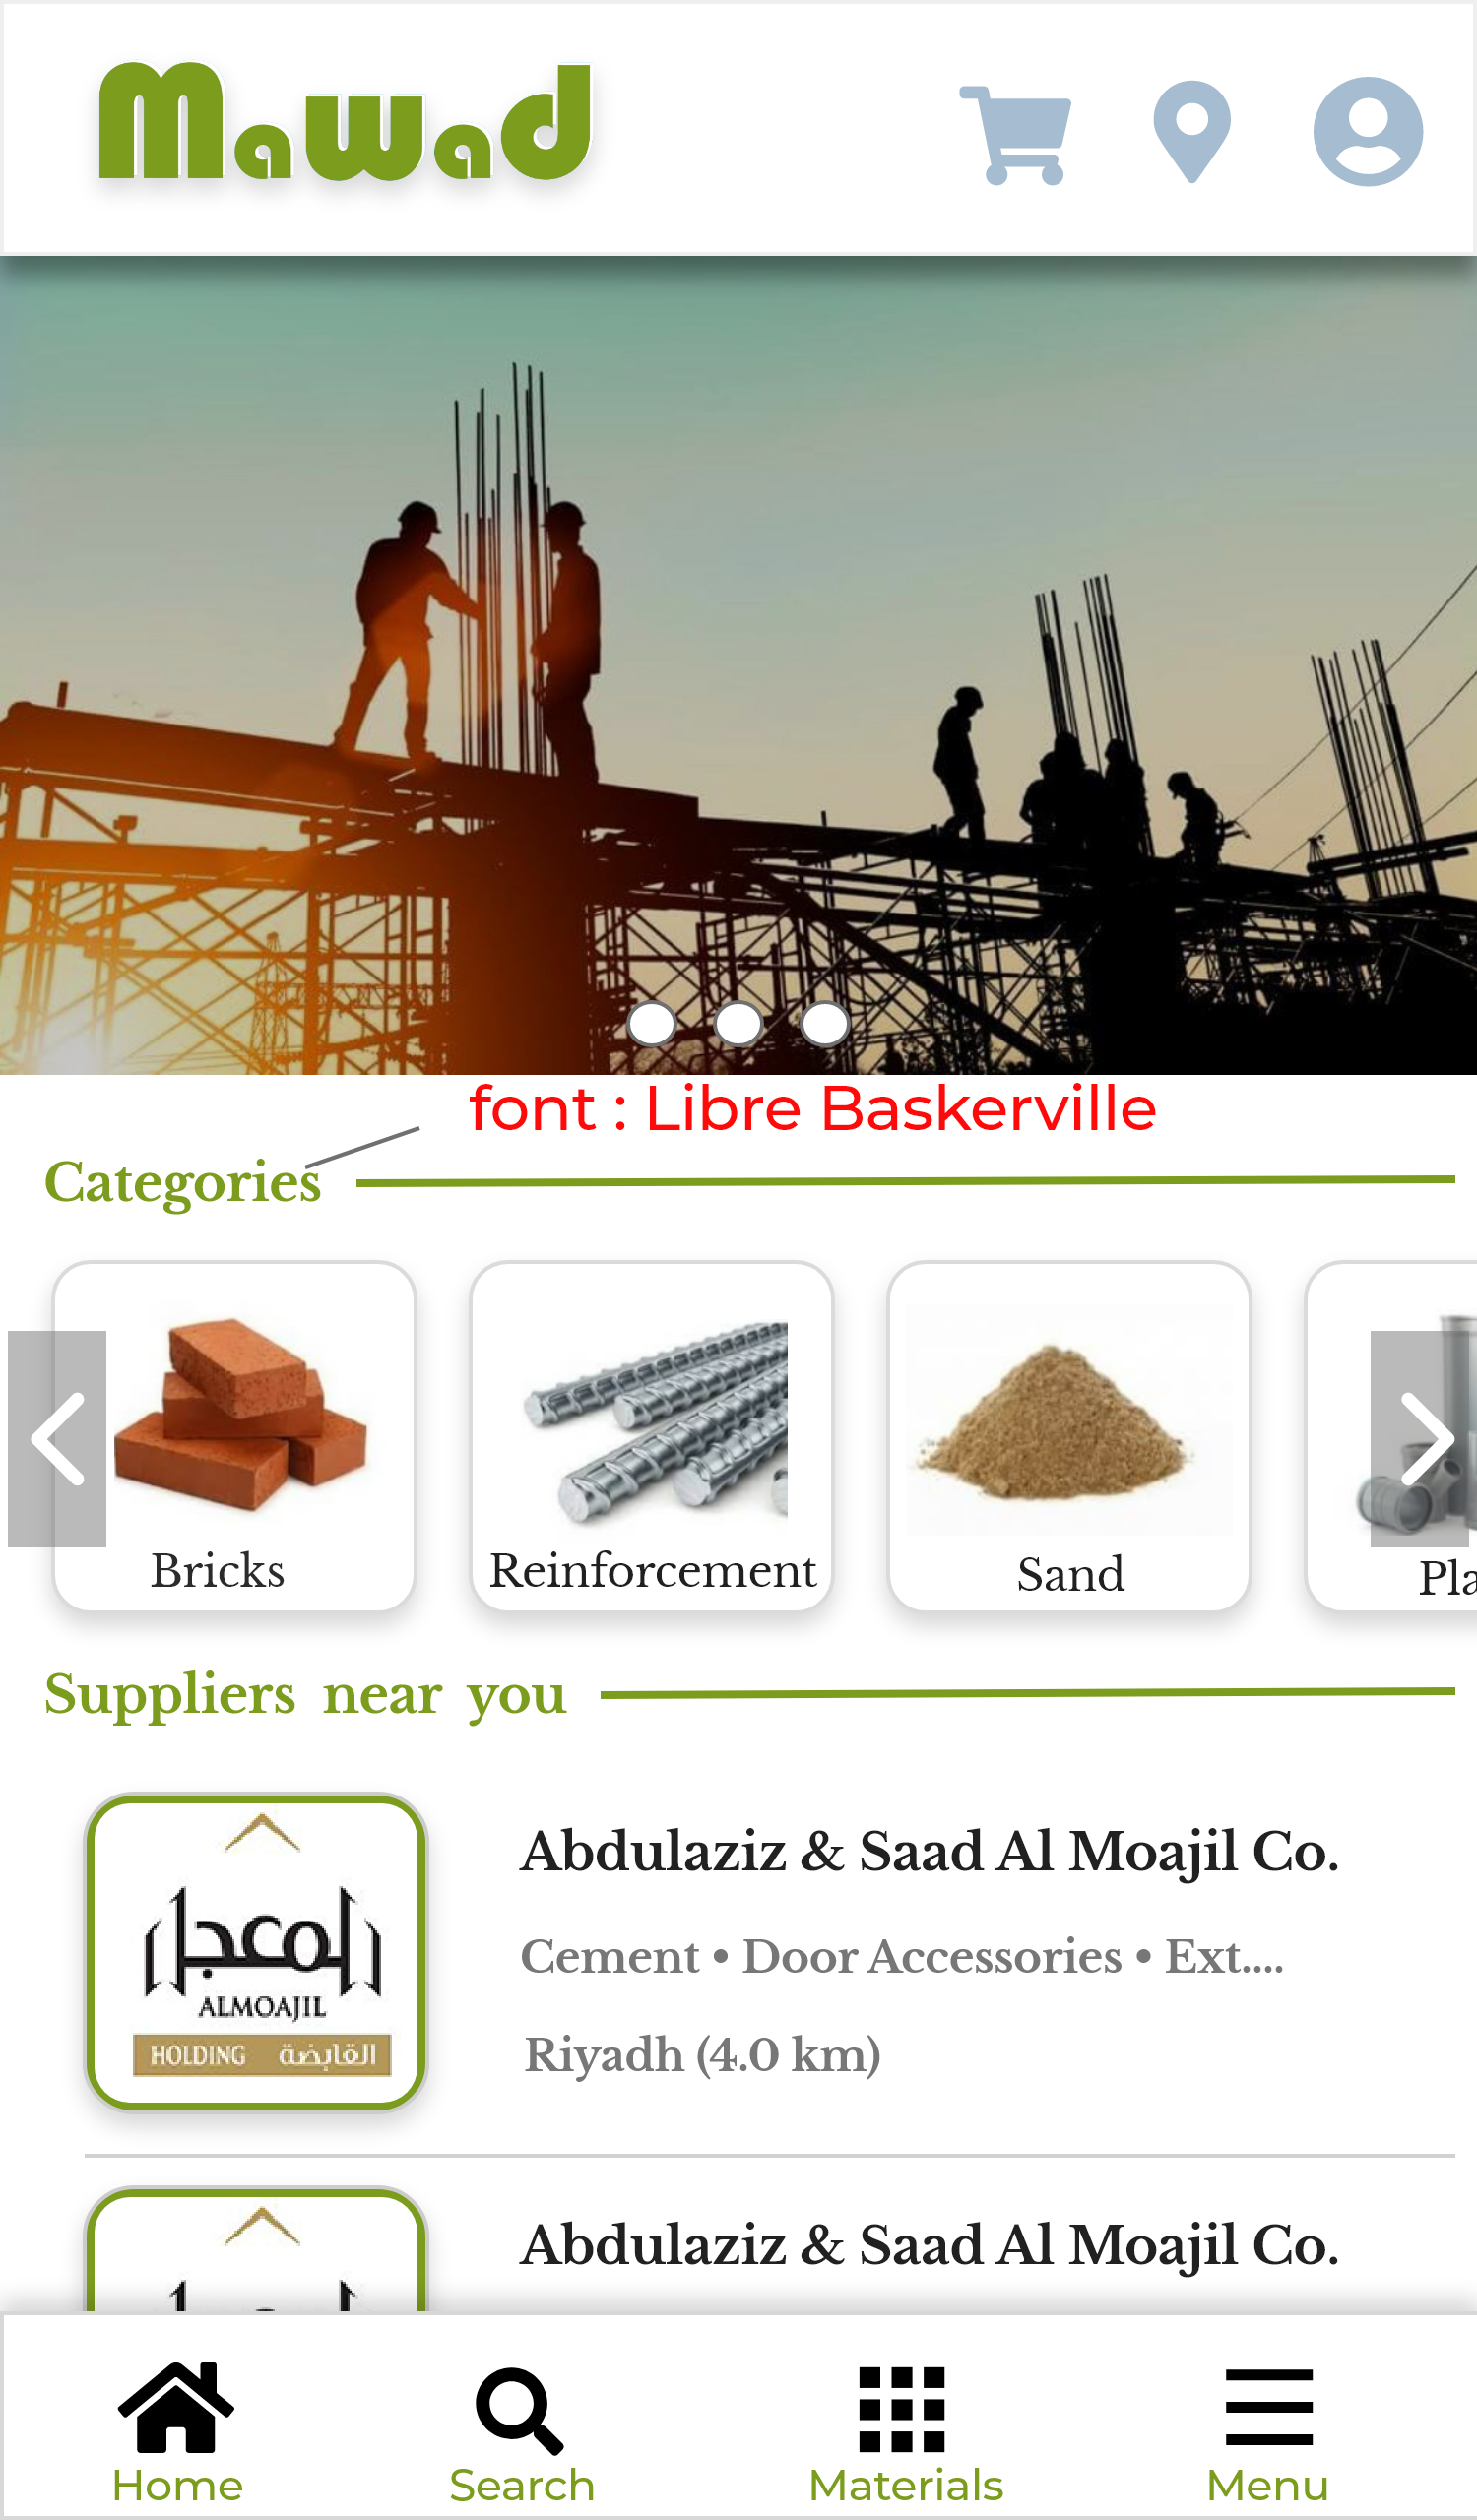 Mawad
font : Libre Baskerville
Categories
Bricks
Reinforcement
Sand
Pla
Suppliers near you
المعجل
ALMOAJIL
HOLDING القابضة
Abdulaziz & Saad Al Moajil Co.
Cement • Door Accessories • Ext....
Riyadh (4.0 km)
Abdulaziz & Saad Al Moajil Co.
Home
Search
Materials
Menu